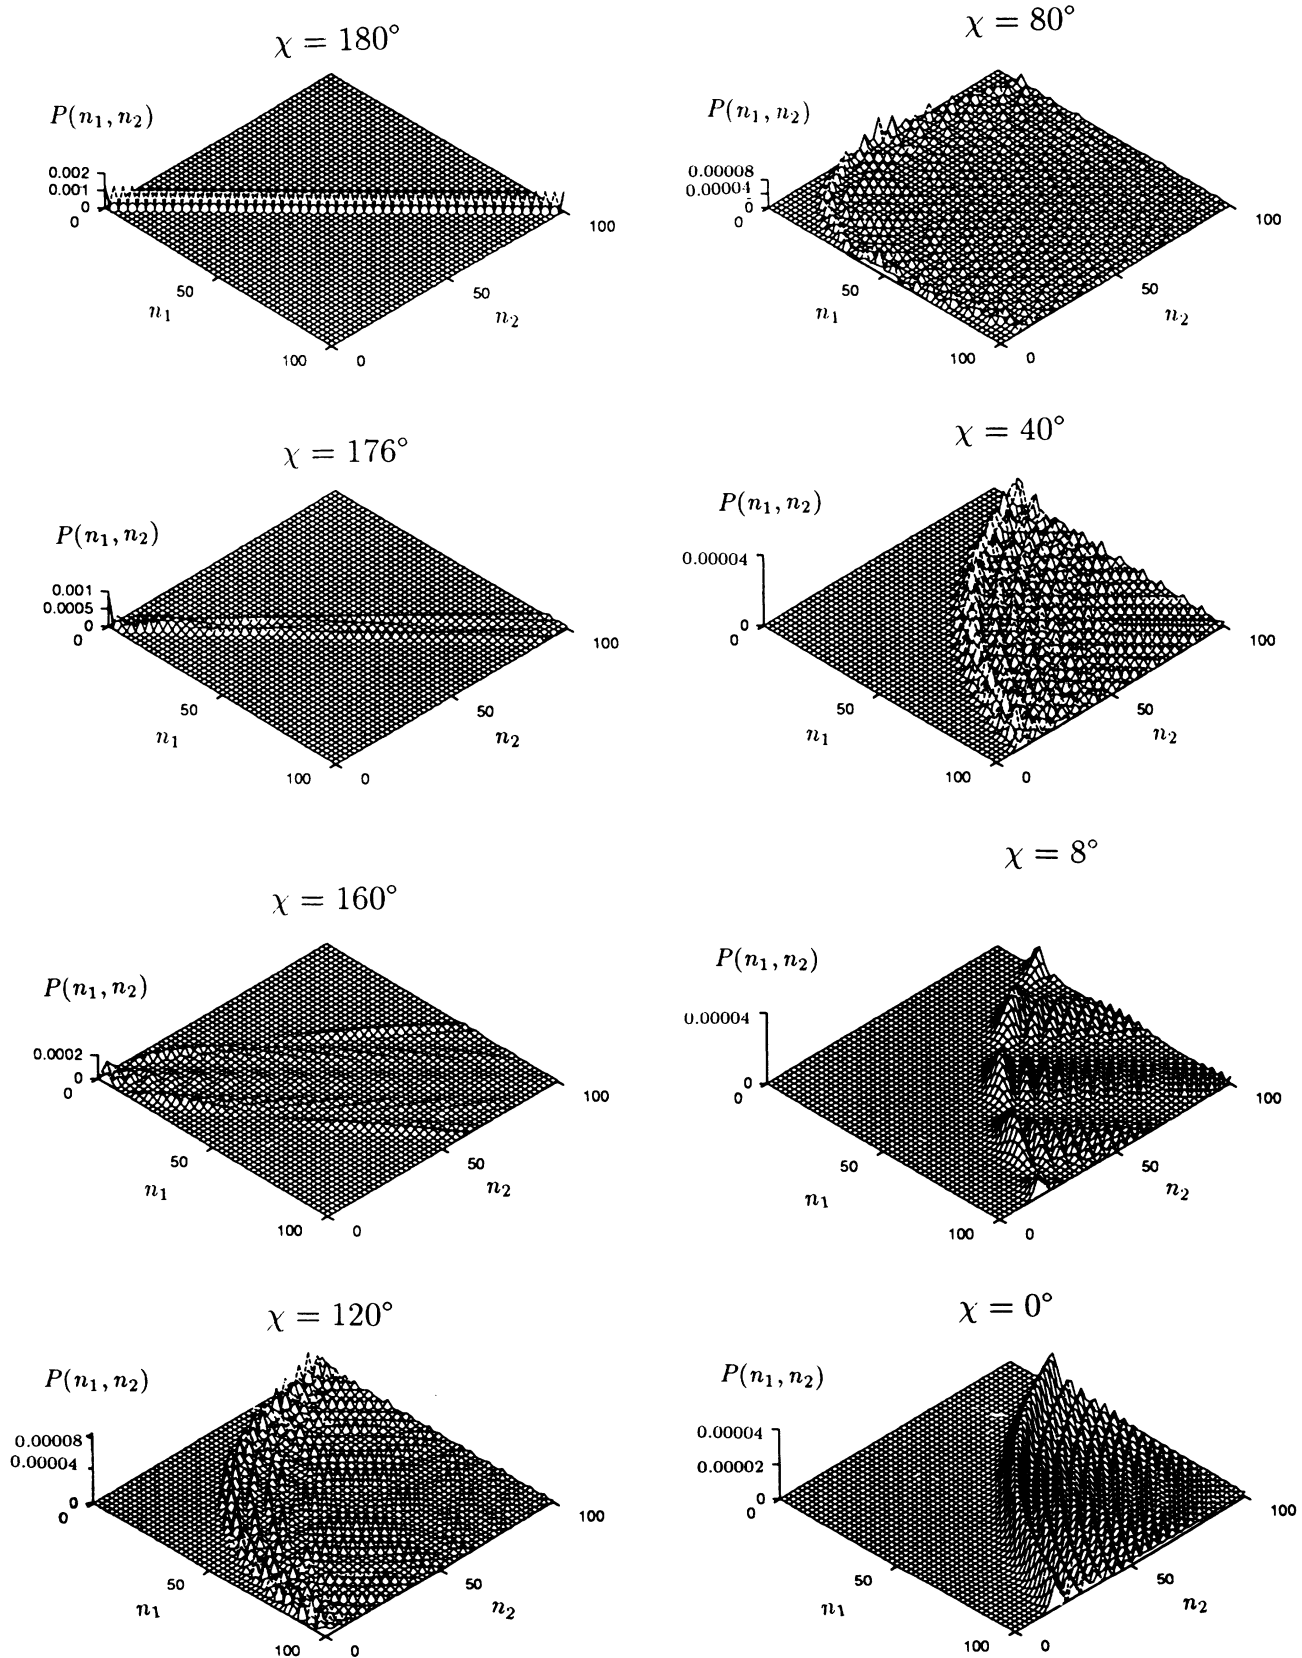 χ = 180°
P(n₁, n₂)
0.002
0.001
0
0
50
n₁
100
0
50
n₂
100
χ = 176°
P(n₁, n₂)
0.001
0.0005
0
0
50
n₁
100
0
50
n₂
100
χ = 160°
P(n₁, n₂)
0.0002
0
0
50
n₁
100
0
50
n₂
100
χ = 120°
P(n₁, n₂)
0.00008
0.00004
0
0
50
n₁
100
0
50
n₂
100
χ = 80°
P(n₁, n₂)
0.00008
0.00004
0
0
50
n₁
100
0
50
n₂
100
χ = 40°
P(n₁, n₂)
0.00004
0
0
50
n₁
100
0
50
n₂
100
χ = 8°
P(n₁, n₂)
0.00004
0
0
50
n₁
100
0
50
n₂
100
χ = 0°
P(n₁, n₂)
0.00004
0.00002
0
0
50
n₁
100
0
50
n₂
100